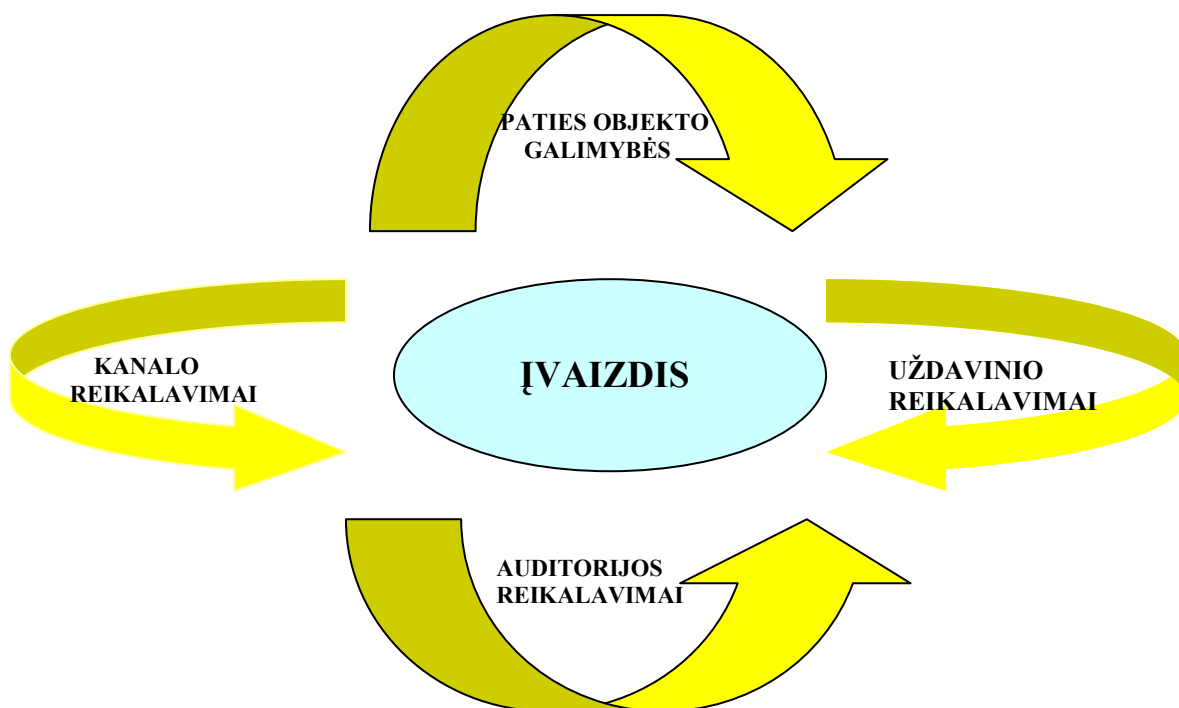 PATIES OBJEKTO
GALIMYBĖS
KANALO
REIKALAVIMAI
ĮVAIZDIS
UŽDAVINIO
REIKALAVIMAI
AUDITORIJOS
REIKALAVIMAI